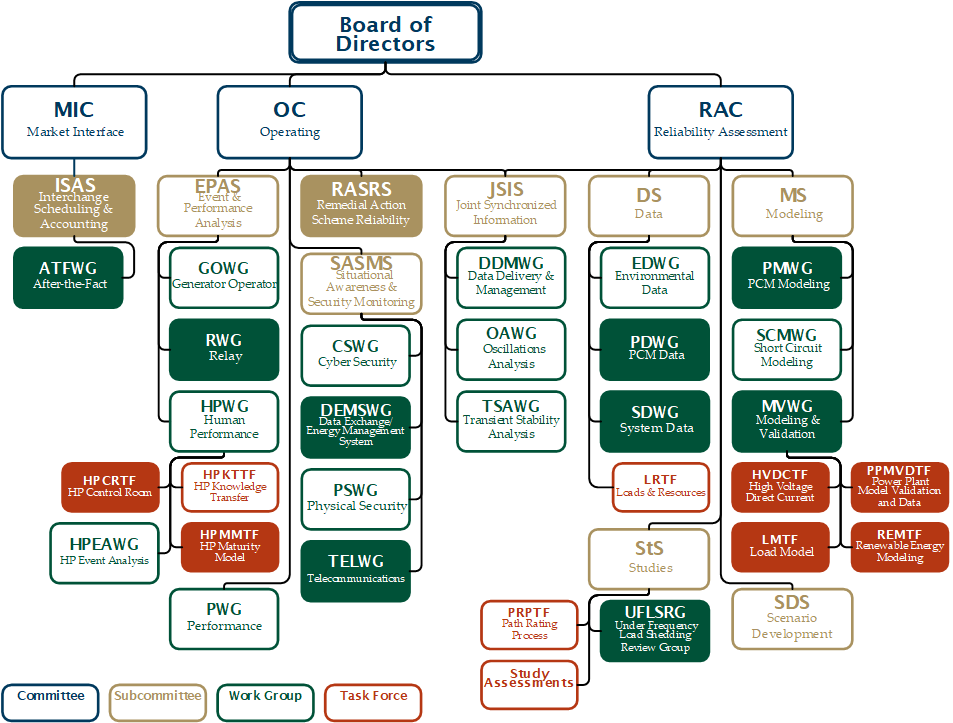 Board of
Directors
MIC
Market Interface
OC
Operating
RAC
Reliability Assessment
ISAS
Interchange
Scheduling &
Accounting
EPAS
Event &
Performance
Analysis
RASRS
Remedial Action
Scheme Reliability
JSIS
Joint Synchronized
Information
DS
Data
MS
Modeling
ATFWG
After-the-Fact
GOWG
Generator Operator
SASMS
Situational
Awareness &
Security Monitoring
DDMWG
Data Delivery &
Management
EDWG
Environmental
Data
PMWG
PCM Modeling
RWG
Relay
CSWG
Cyber Security
OAWG
Oscillations
Analysis
PDWG
PCM Data
SCMWG
Short Circuit
Modeling
HPWG
Human
Performance
DEMSWG
Data Exchange/
Energy Management
System
TSAWG
Transient Stability
Analysis
SDWG
System Data
MVWG
Modeling &
Validation
HPCRTF
HP Control Room
HPKTTF
HP Knowledge
Transfer
PSWG
Physical Security
LRTF
Loads & Resources
HVDCTF
High Voltage
Direct Current
PPMVDTF
Power Plant
Model Validation
and Data
HPEAWG
HP Event Analysis
HPMMTF
HP Maturity
Model
TELWG
Telecommunications
StS
Studies
LMTF
Load Model
REMTF
Renewable Energy
Modeling
PWG
Performance
PRPTF
Path Rating
Process
UFLSRG
Under Frequency
Load Shedding
Review Group
SDS
Scenario
Development
Study
Assessments
Committee
Subcommittee
Work Group
Task Force